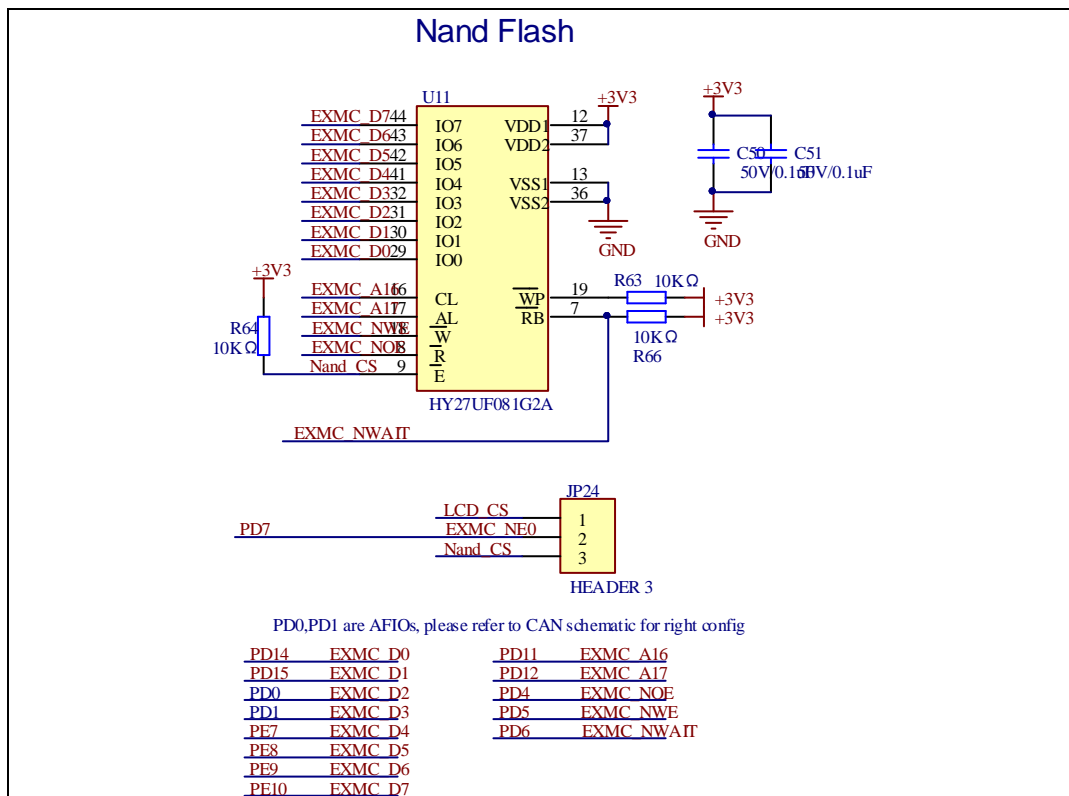 Nand Flash
U11
EXMC_D7 44 IO7 VDD1 12 +3V3
EXMC_D6 43 IO6 VDD2 37
EXMC_D5 42 IO5
EXMC_D4 41 IO4 VSS1 13
EXMC_D3 32 IO3 VSS2 36
EXMC_D2 31 IO2
EXMC_D1 30 IO1 GND
EXMC_D0 29 IO0
+3V3
C50 C51
50V/0.1uF 50V/0.1uF
GND
+3V3
R64
10KΩ
EXMC_A16 16 CL WP 19 R63 10KΩ +3V3
EXMC_A17 17 AL RB 7 +3V3
EXMC_NWE 18 W 10KΩ
EXMC_NOE 8 R R66
Nand_CS 9 E
HY27UF081G2A
EXMC_NWAIT
JP24
LCD_CS 1
PD7 EXMC_NE0 2
Nand_CS 3
HEADER 3
PD0,PD1 are AFIOs, please refer to CAN schematic for right config
PD14 EXMC_D0
PD15 EXMC_D1
PD0 EXMC_D2
PD1 EXMC_D3
PE7 EXMC_D4
PE8 EXMC_D5
PE9 EXMC_D6
PE10 EXMC_D7
PD11 EXMC_A16
PD12 EXMC_A17
PD4 EXMC_NOE
PD5 EXMC_NWE
PD6 EXMC_NWAIT